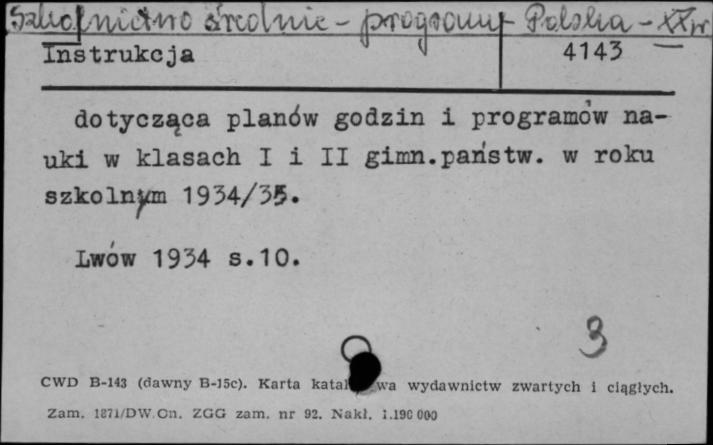 Szkolnictwo średnie - programy Polska - XX w
Instrukcja 4143
dotycząca planów godzin i programów na-
uki w klasach I i II gimn.państw. w roku
szkolnym 1934/35.
Lwów 1934 s.10.
3
CWD B-143 (dawny B-15c). Karta katal wa wydawnictw zwartych i ciągłych.
Zam. 1871/DW.Cn. ZGG zam. nr 92. Nakł. 1.190 000